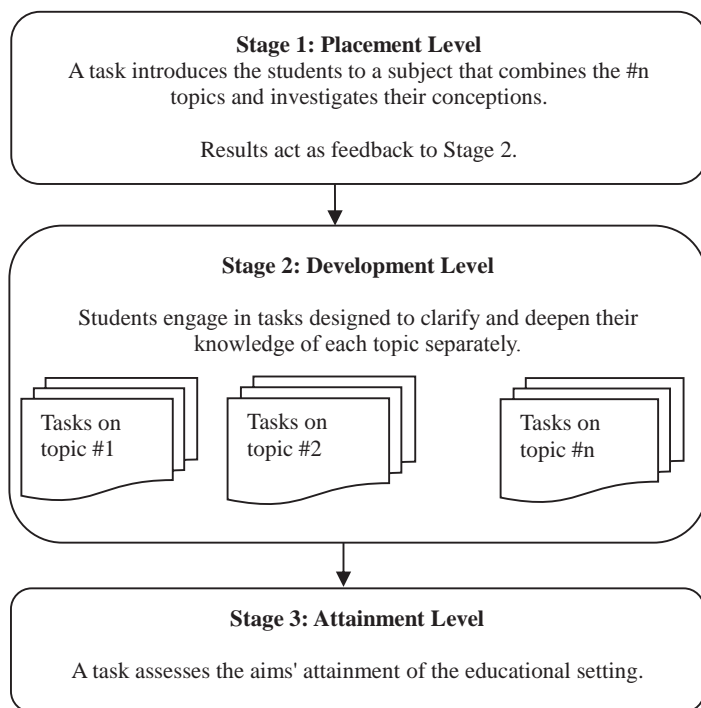 Stage 1: Placement Level
A task introduces the students to a subject that combines the #n
topics and investigates their conceptions.
Results act as feedback to Stage 2.
Stage 2: Development Level
Students engage in tasks designed to clarify and deepen their
knowledge of each topic separately.
Tasks on
topic #1
Tasks on
topic #2
Tasks on
topic #n
Stage 3: Attainment Level
A task assesses the aims' attainment of the educational setting.